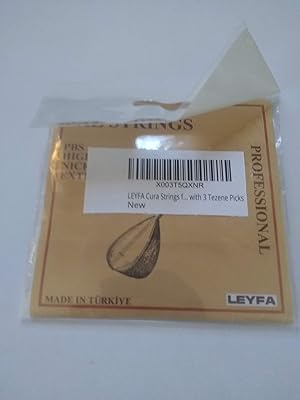 STRINGS
PROFESSIONAL
X003T5QXNR
LEYFA Cura Strings f... with 3 Tezene Picks
New
MADE IN TÜRKİYE
LEYFA